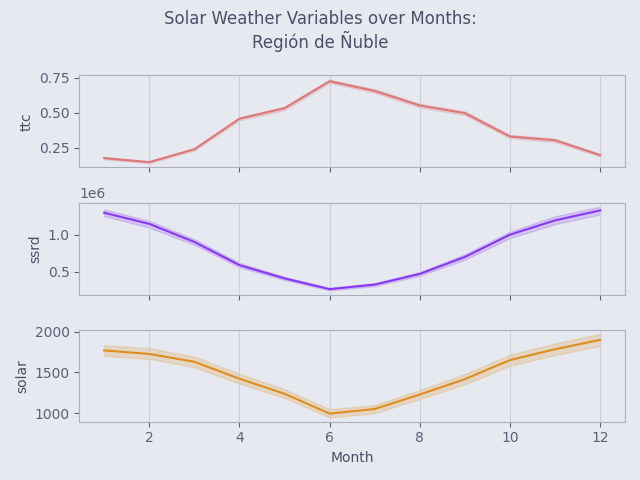 Solar Weather Variables over Months:
Región de Ñuble
0.75
0.50
0.25
ttc
1e6
1.0
0.5
ssrd
2000
1500
1000
solar
2 4 6 8 10 12
Month